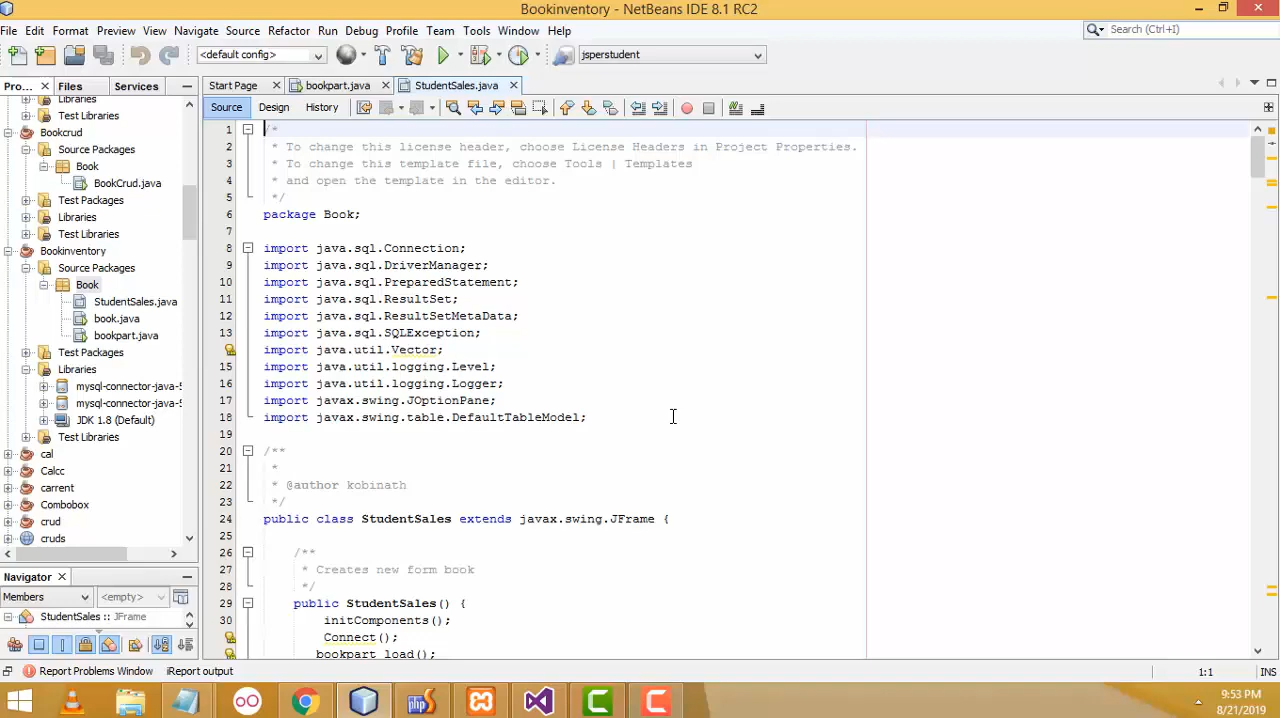 Bookinventory - NetBeans IDE 8.1 RC2
File Edit View Navigate Source Refactor Run Debug Profile Team Tools Window Help
Format Preview
Search (Ctrl+I)
<default config>
jsperstudent
Pro... Files Services
Start Page bookpart.java StudentSales.java
Source Design History
Libraries
Test Libraries
Bookcrud
Source Packages
Book
BookCrud.java
Test Packages
Libraries
Test Libraries
Bookinventory
Source Packages
Book
StudentSales.java
book.java
bookpart.java
Test Packages
Libraries
mysql-connector-java-5
mysql-connector-java-5
JDK 1.8 (Default)
Test Libraries
cal
Calcc
carrent
Combobox
crud
cruds
Navigator
Members <empty>
StudentSales :: JFrame
1 /*
2 * To change this license header, choose License Headers in Project Properties.
3 * To change this template file, choose Tools | Templates
4 * and open the template in the editor.
5 */
6 package Book;
7
8 import java.sql.Connection;
9 import java.sql.DriverManager;
10 import java.sql.PreparedStatement;
11 import java.sql.ResultSet;
12 import java.sql.ResultSetMetaData;
13 import java.sql.SQLException;
import java.util.Vector;
15 import java.util.logging.Level;
16 import java.util.logging.Logger;
17 import javax.swing.JOptionPane;
18 import javax.swing.table.DefaultTableModel;
19
20 /**
21 *
22 * @author kobinath
23 */
24 public class StudentSales extends javax.swing.JFrame {
25
26 /**
27 * Creates new form book
28 */
29 public StudentSales() {
30 initComponents();
Connect();
bookpart_load();
Report Problems Window iReport output
1:1 INS
9:53 PM
8/21/2019